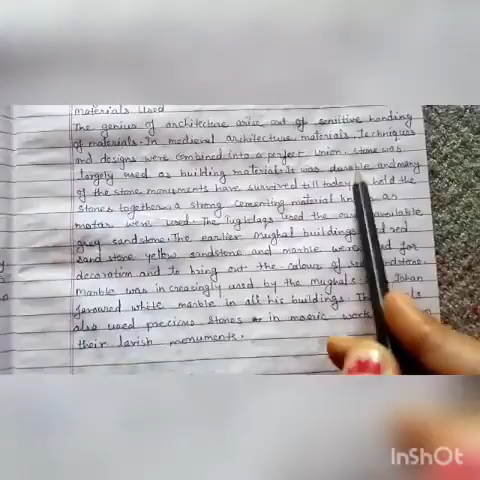 materials used
The genius of architecture arise out of sensitive handing
of materials. In medieval architecture materials. Techniques
and designs were combined into a perfect union. stone was
largely used as building material. It was durable and many
of the stone monuments have survived till today hold the
stones together a strong cementing material as
motar were used. The Tughlags used the available
grey sandstone. The earlier mughal buildings red
sand stone yellow sandstone and marble were for
decoration and to bring out the colour of
Marble was increasingly used by the mughals. Jahan
favoured while marble in all his buildings.
also used precious stones in mosaic work
their lavish monuments.
InShOt